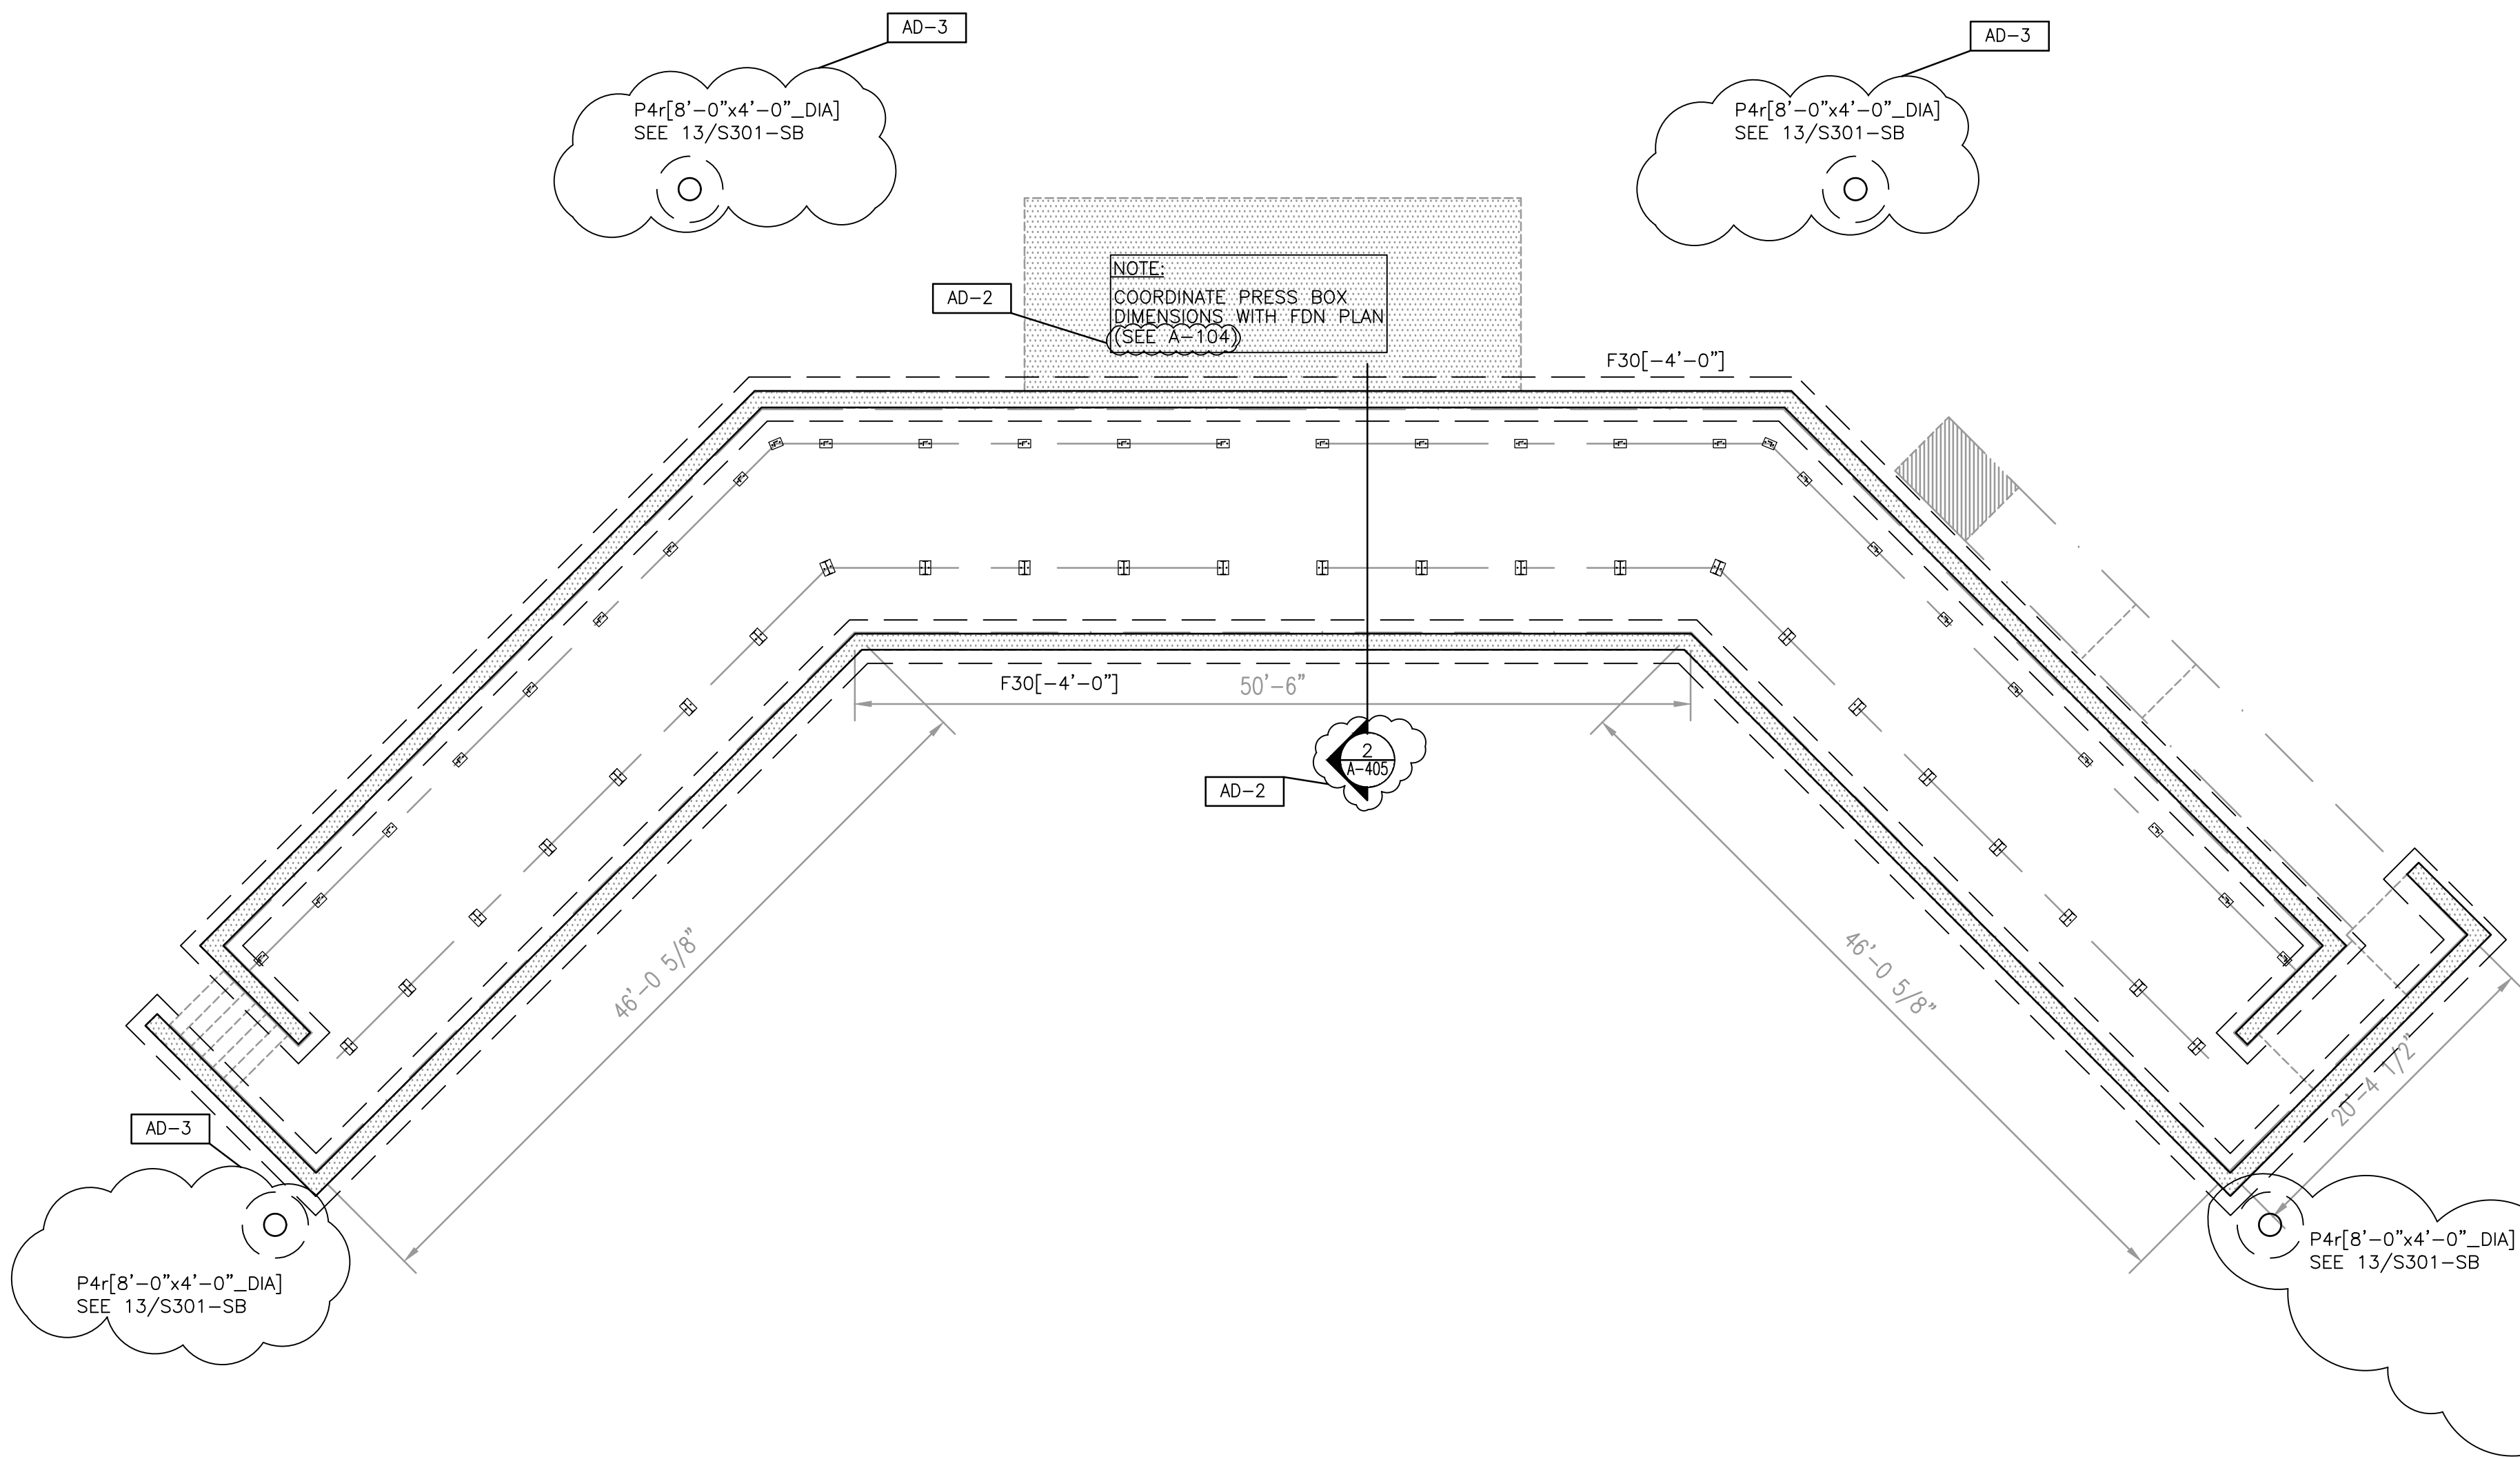 AD-3
AD-3
P4r[8'-0"x4'-0"_DIA]
SEE 13/S301-SB
P4r[8'-0"x4'-0"_DIA]
SEE 13/S301-SB
NOTE:
COORDINATE PRESS BOX
DIMENSIONS WITH FDN PLAN
(SEE A-104)
AD-2
F30[-4'-0"]
F30[-4'-0"]
50'-6"
2
A-405
AD-2
46'-0 5/8"
46'-0 5/8"
20'-4 1/2"
AD-3
P4r[8'-0"x4'-0"_DIA]
SEE 13/S301-SB
P4r[8'-0"x4'-0"_DIA]
SEE 13/S301-SB